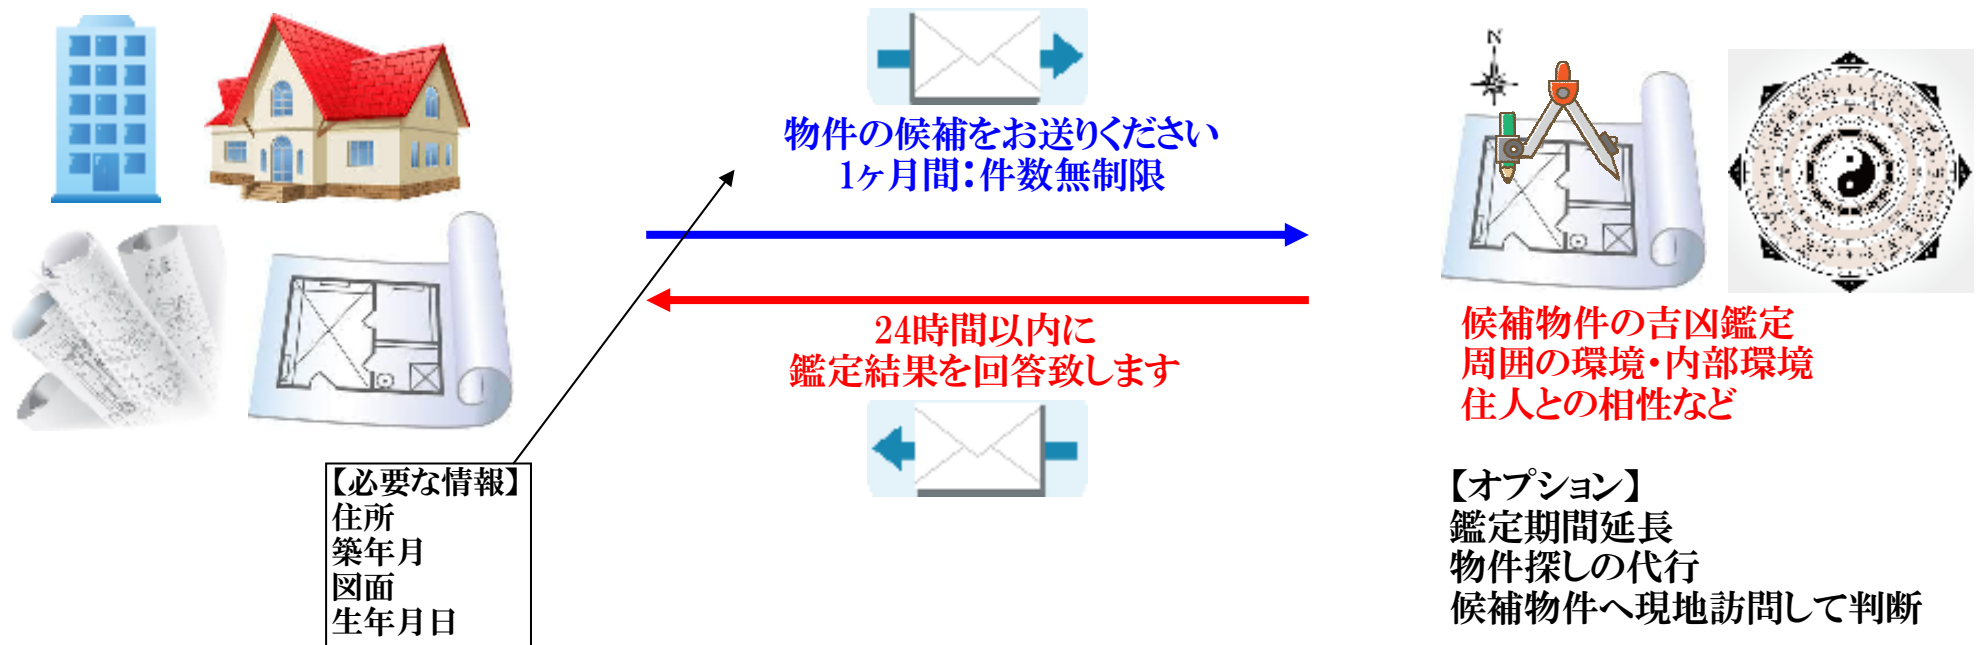 物件の候補をお送りください
1ヶ月間:件数無制限
24時間以内に
鑑定結果を回答致します
【必要な情報】
住所
築年月
図面
生年月日
N
候補物件の吉凶鑑定
周囲の環境・内部環境
住人との相性など
【オプション】
鑑定期間延長
物件探しの代行
候補物件へ現地訪問して判断